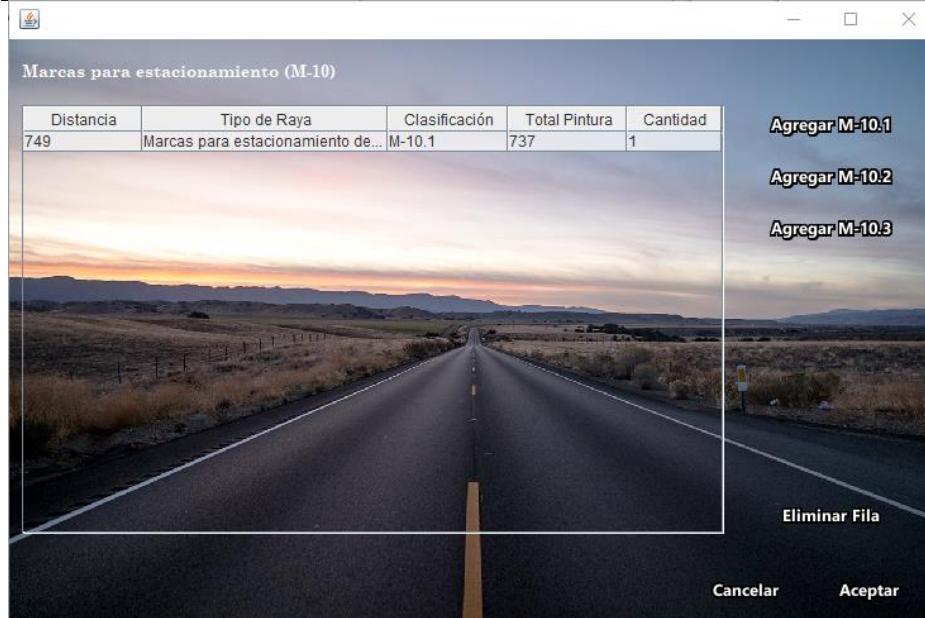 Marcas para estacionamiento (M-10)
Distancia Tipo de Raya Clasificación Total Pintura Cantidad
749 Marcas para estacionamiento de... M-10.1 737 1
Agregar M-10.1
Agregar M-10.2
Agregar M-10.3
Eliminar Fila
Cancelar Aceptar